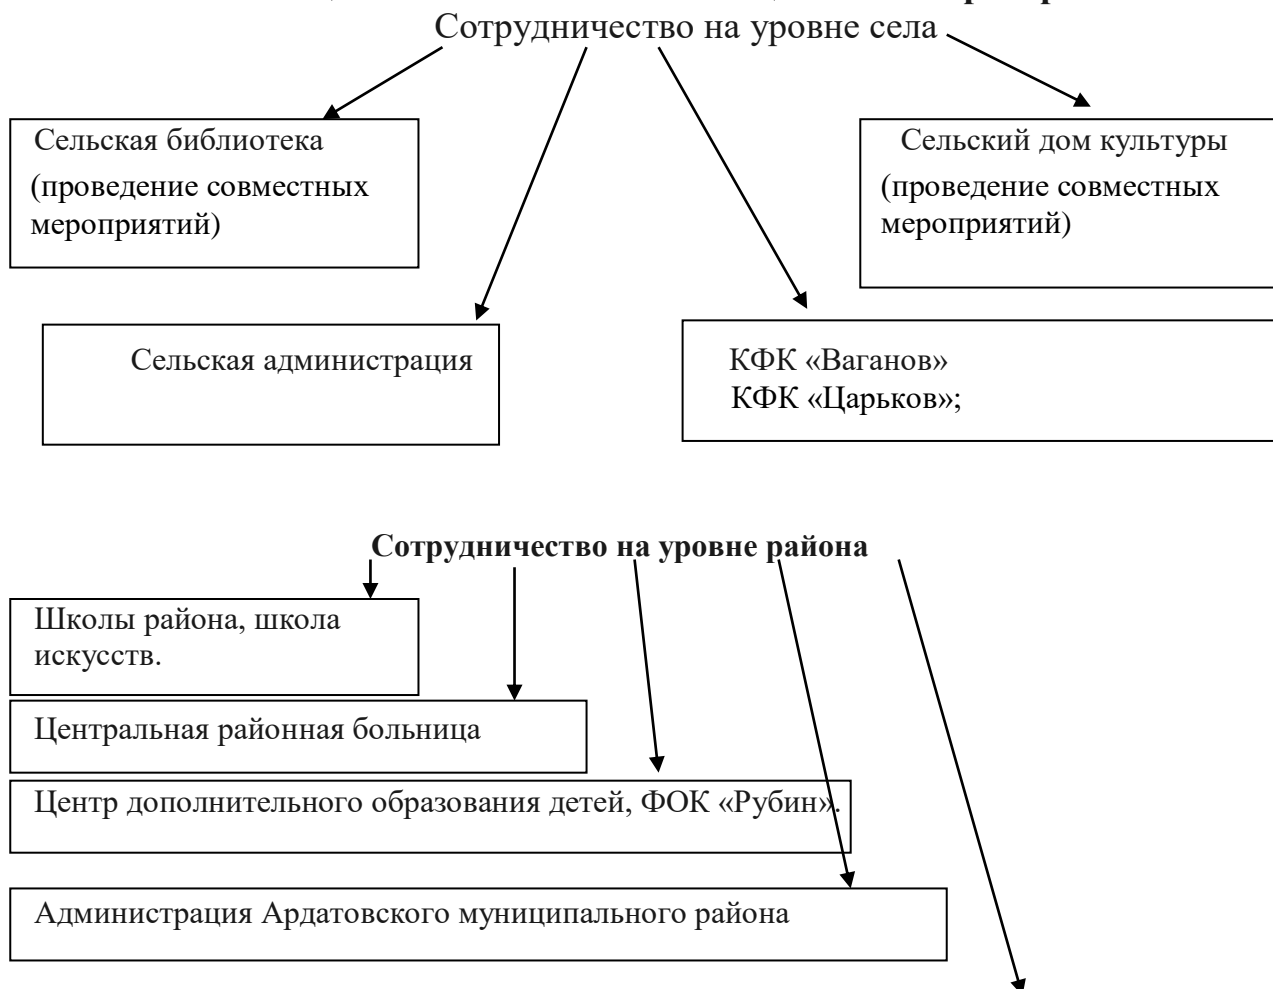 Сотрудничество на уровне села
Сельская библиотека
(проведение совместных
мероприятий)
Сельский дом культуры
(проведение совместных
мероприятий)
Сельская администрация
КФК «Ваганов»
КФК «Царьков»;
Сотрудничество на уровне района
Школы района, школа
искусств.
Центральная районная больница
Центр дополнительного образования детей, ФОК «Рубин».
Администрация Ардатовского муниципального района